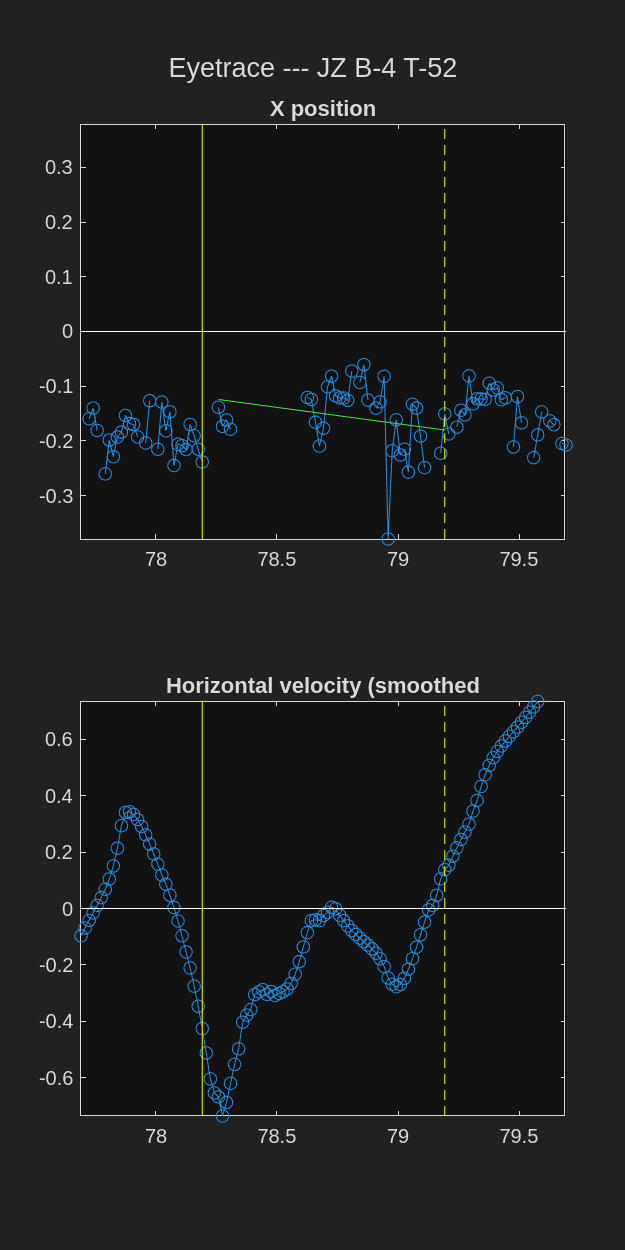 Eyetrace --- JZ B-4 T-52
X position
0.3
0.2
0.1
0
-0.1
-0.2
-0.3
78 78.5 79 79.5
Horizontal velocity (smoothed
0.6
0.4
0.2
0
-0.2
-0.4
-0.6
78 78.5 79 79.5